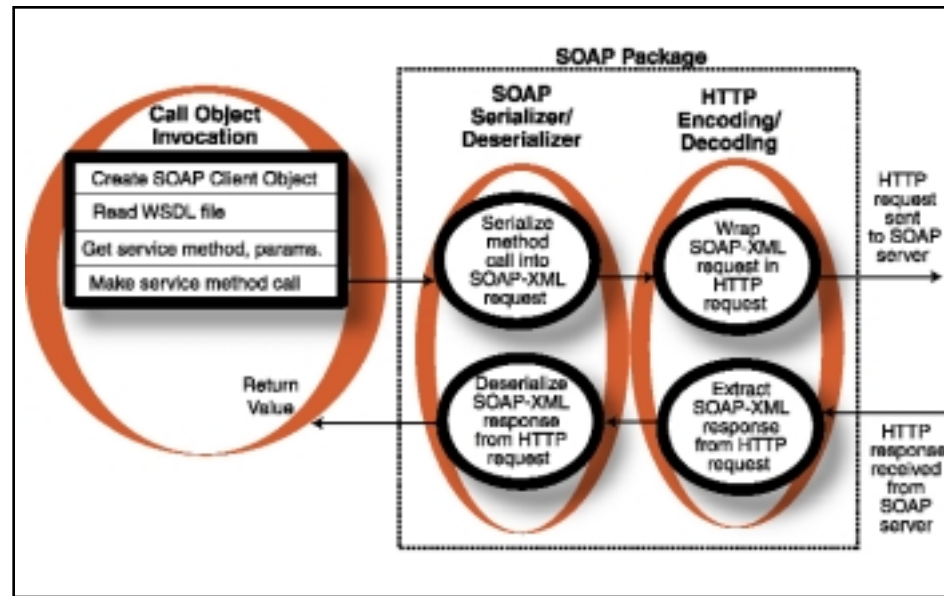 SOAP Package
Call Object
Invocation
Create SOAP Client Object
Read WSDL file
Get service method, params.
Make service method call
Return
Value
SOAP
Serializer/
Deserializer
Serialize
method
call into
SOAP-XML
request
Deserialize
SOAP-XML
response
from HTTP
request
HTTP
Encoding/
Decoding
Wrap
SOAP-XML
request in
HTTP
request
Extract
SOAP-XML
response
from HTTP
request
HTTP
request
sent
to SOAP
server
HTTP
response
received
from
SOAP
server